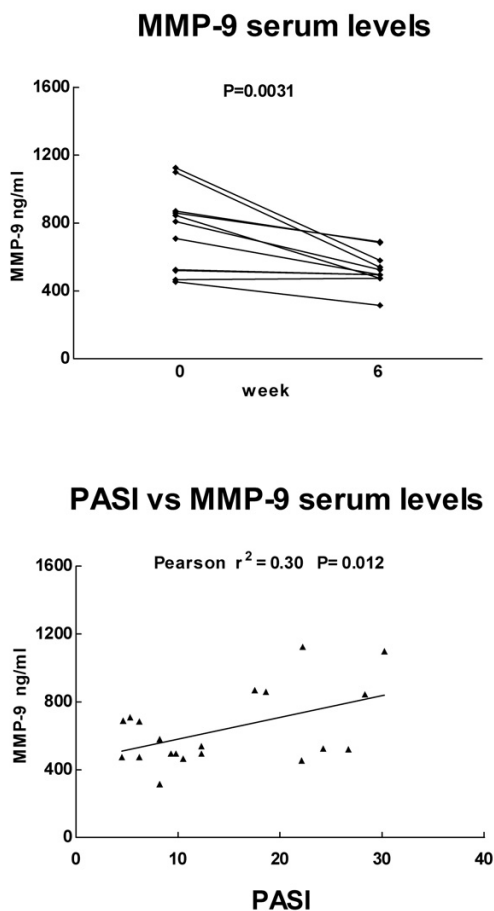 MMP-9 serum levels
P=0.0031
1600
1200
800
400
0
MMP-9 ng/ml
0 6
week
PASI vs MMP-9 serum levels
Pearson r² = 0.30 P= 0.012
1600
1200
800
400
0
MMP-9 ng/ml
0 10 20 30 40
PASI